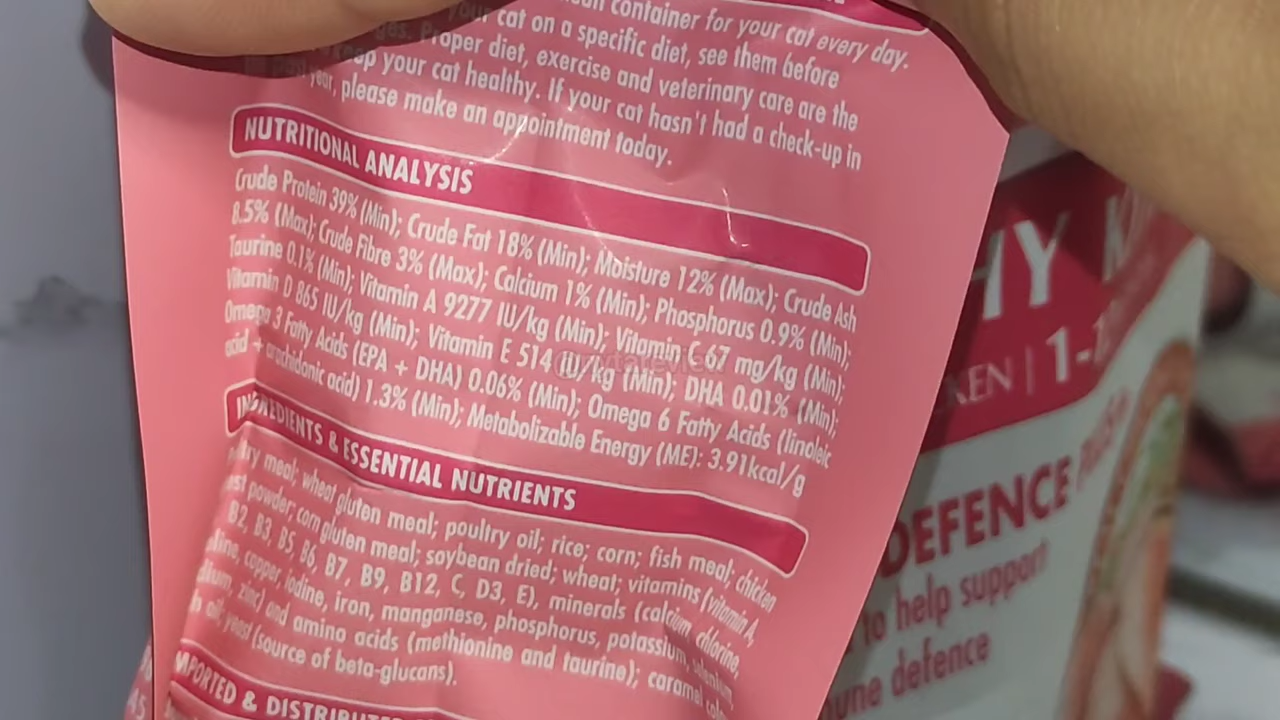 container for your cat every day.
your cat on a specific diet, see them before
Proper diet, exercise and veterinary care are the
keep your cat healthy. If your cat hasn't had a check-up in
year, please make an appointment today.
NUTRITIONAL ANALYSIS
Crude Protein 39% (Min); Crude Fat 18% (Min); Moisture 12% (Max); Crude Ash
8.5% (Max); Crude Fibre 3% (Max); Calcium 1% (Min); Phosphorus 0.9% (Min);
Taurine 0.1% (Min); Vitamin A 9277 IU/kg (Min); Vitamin C 67 mg/kg (Min);
Vitamin D 865 IU/kg (Min); Vitamin E 514 IU/kg (Min); DHA 0.01% (Min);
Omega 3 Fatty Acids (EPA + DHA) 0.06% (Min); Omega 6 Fatty Acids (linoleic
acid + arachidonic acid) 1.3% (Min); Metabolizable Energy (ME): 3.91kcal/g
INGREDIENTS & ESSENTIAL NUTRIENTS
meal; wheat gluten meal; poultry oil; rice; corn; fish meal; chicken
powder; corn gluten meal; soybean dried; wheat; vitamins (vitamin A,
B2, B3, B5, B6, B7, B9, B12, C, D3, E), minerals (calcium, chlorine,
copper, iodine, iron, manganese, phosphorus, potassium, selenium,
zinc) and amino acids (methionine and taurine); caramel
oil; yeast (source of beta-glucans).
IMPORTED & DISTRIBUTED
HY
KEN | 1-
DEFENCE
to help support
une defence